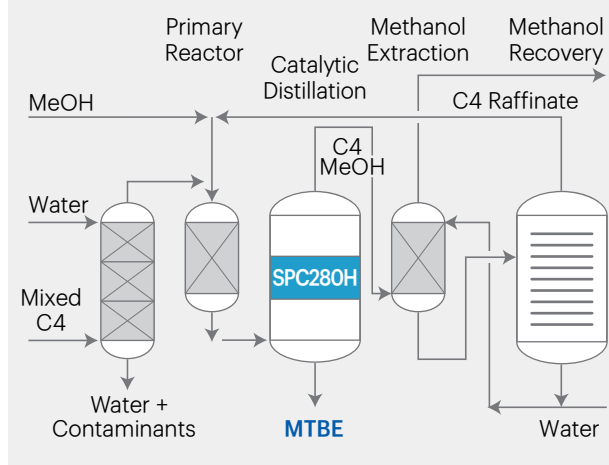 Primary
Reactor
Catalytic
Distillation
Methanol
Extraction
Methanol
Recovery
MeOH
C4 Raffinate
C4
MeOH
Water
SPC280H
Mixed
C4
Water +
Contaminants
MTBE
Water